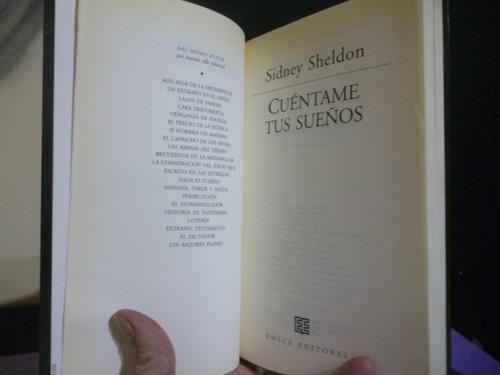 DEL MISMO AUTOR
por nuestro sello editorial
MÁS ALLÁ DE LA MEDIANOCHE
UN EXTRAÑO EN EL ESPEJO
LAZOS DE SANGRE
CARA DESCUBIERTA
VENGANZA DE ÁNGELES
EL PRECIO DE LA INTRIGA
SI HUBIERA UN MAÑANA
EL CAPRICHO DE LOS DIOSES
LAS ARENAS DEL TIEMPO
RECUERDOS DE LA MEDIANOCHE
LA CONSPIRACIÓN DEL JUICIO FINAL
ESCRITO EN LAS ESTRELLAS
NADA ES ETERNO
MAÑANA, TARDE Y NOCHE
PERSECUCIÓN
EL ESTRANGULADOR
HISTORIA DE FANTASMAS
LOTERÍA
EXTRAÑO TESTAMENTO
EL DICTADOR
LOS MEJORES PLANES
Sidney Sheldon
CUÉNTAME
TUS SUEÑOS
EMECÉ EDITORES